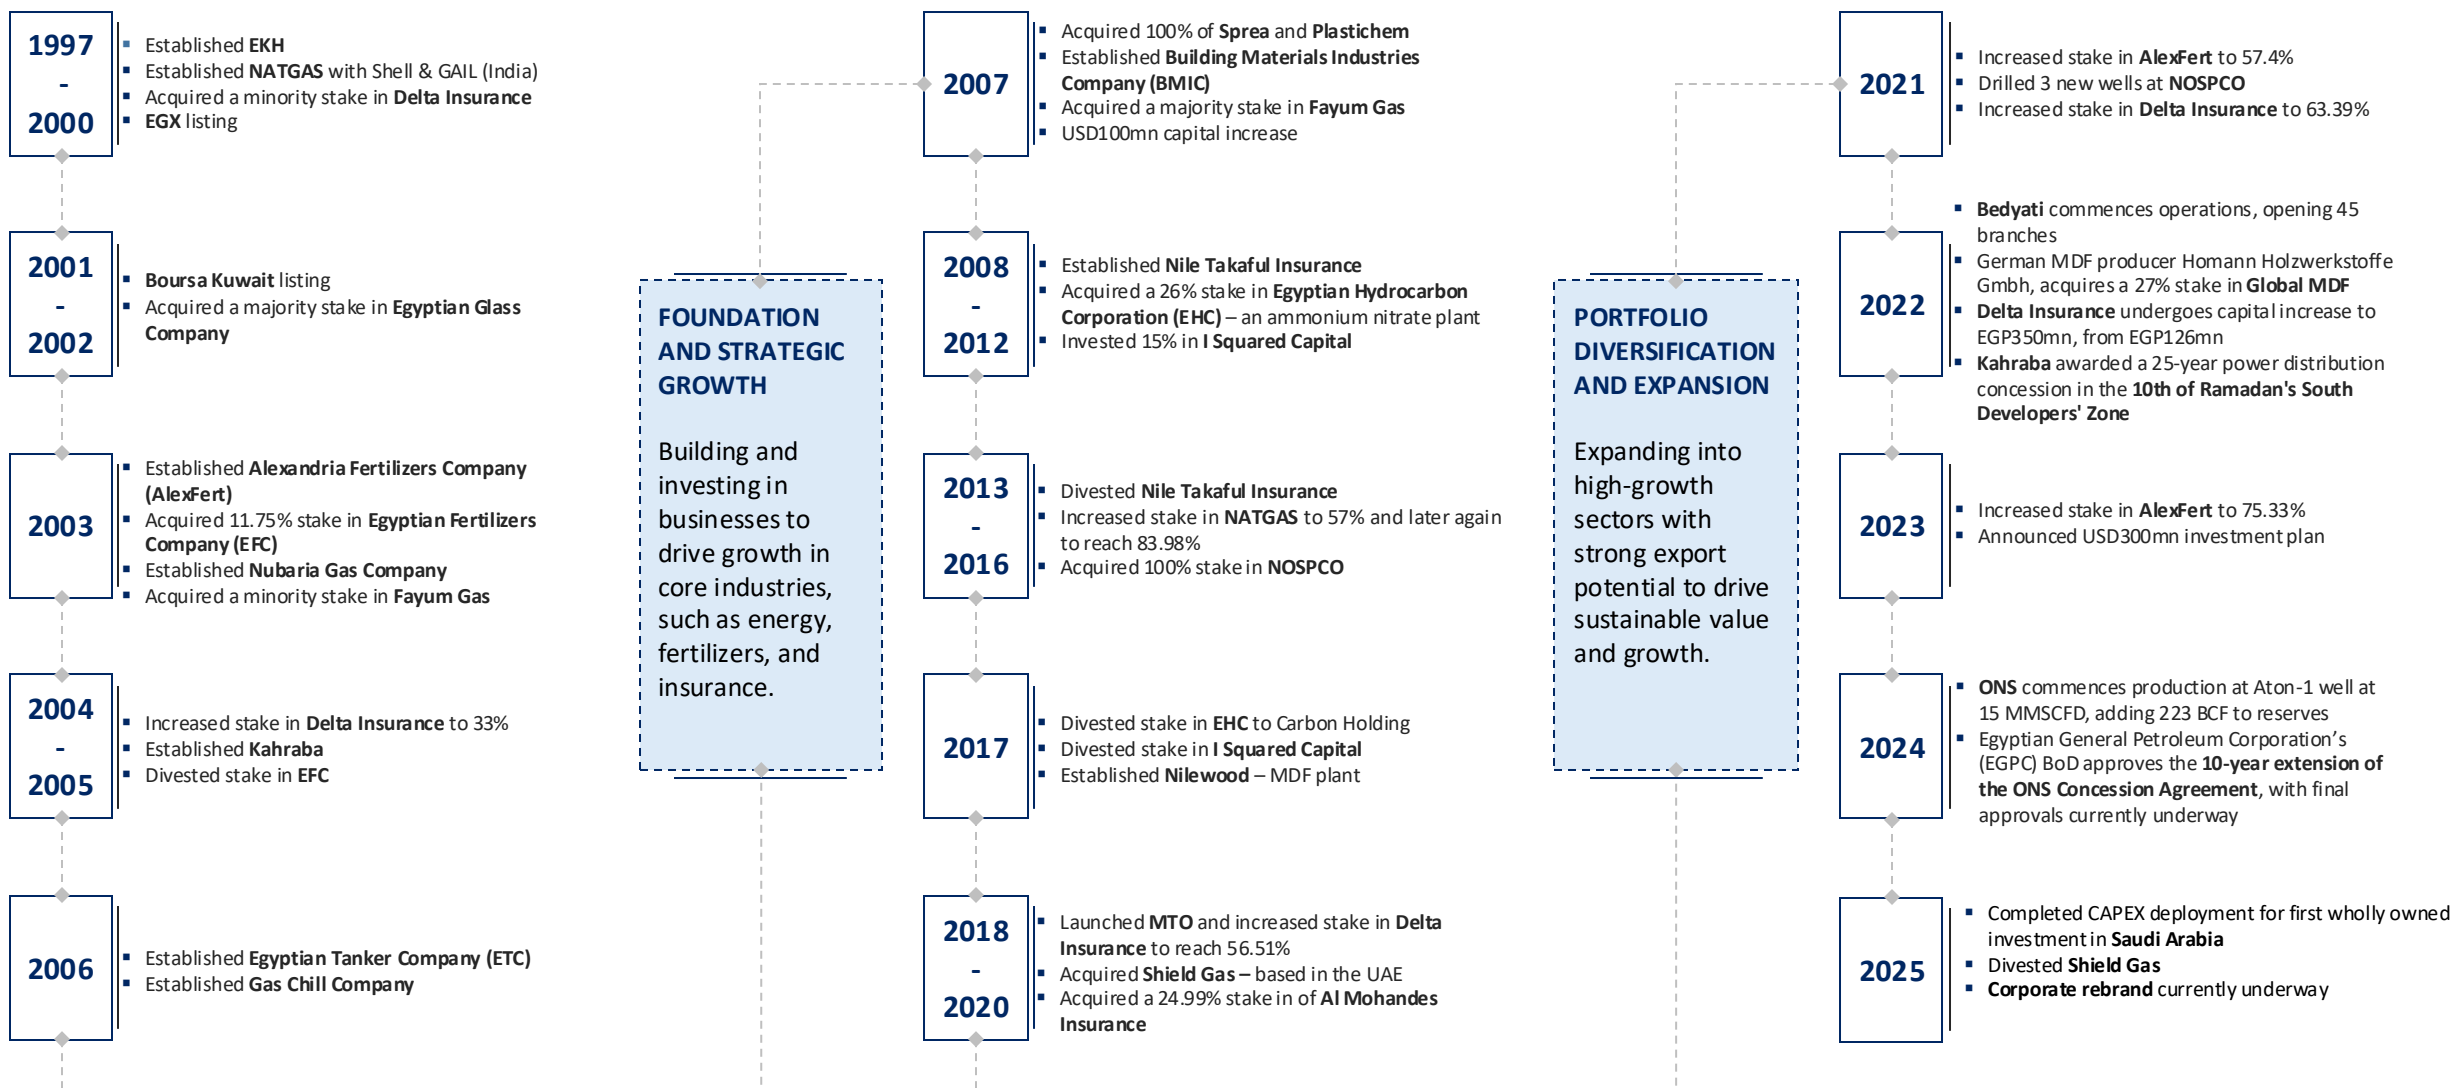 1997
-
2000
▪ Established EKH
▪ Established NATGAS with Shell & GAIL (India)
▪ Acquired a minority stake in Delta Insurance
▪ EGX listing
2001
-
2002
▪ Boursa Kuwait listing
▪ Acquired a majority stake in Egyptian Glass
Company
2003
▪ Established Alexandria Fertilizers Company
(AlexFert)
▪ Acquired 11.75% stake in Egyptian Fertilizers
Company (EFC)
▪ Established Nubaria Gas Company
▪ Acquired a minority stake in Fayum Gas
2004
-
2005
▪ Increased stake in Delta Insurance to 33%
▪ Established Kahraba
▪ Divested stake in EFC
2006
▪ Established Egyptian Tanker Company (ETC)
▪ Established Gas Chill Company
FOUNDATION
AND STRATEGIC
GROWTH
Building and
investing in
businesses to
drive growth in
core industries,
such as energy,
fertilizers, and
insurance.
2007
▪ Acquired 100% of Sprea and Plastichem
▪ Established Building Materials Industries
Company (BMIC)
▪ Acquired a majority stake in Fayum Gas
▪ USD100mn capital increase
2008
-
2012
▪ Established Nile Takaful Insurance
▪ Acquired a 26% stake in Egyptian Hydrocarbon
Corporation (EHC) – an ammonium nitrate plant
▪ Invested 15% in I Squared Capital
2013
-
2016
▪ Divested Nile Takaful Insurance
▪ Increased stake in NATGAS to 57% and later again
to reach 83.98%
▪ Acquired 100% stake in NOSPCO
2017
▪ Divested stake in EHC to Carbon Holding
▪ Divested stake in I Squared Capital
▪ Established Nilewood – MDF plant
2018
-
2020
▪ Launched MTO and increased stake in Delta
Insurance to reach 56.51%
▪ Acquired Shield Gas – based in the UAE
▪ Acquired a 24.99% stake in of Al Mohandes
Insurance
PORTFOLIO
DIVERSIFICATION
AND EXPANSION
Expanding into
high-growth
sectors with
strong export
potential to drive
sustainable value
and growth.
2021
▪ Increased stake in AlexFert to 57.4%
▪ Drilled 3 new wells at NOSPCO
▪ Increased stake in Delta Insurance to 63.39%
2022
▪ Bedyati commences operations, opening 45
branches
▪ German MDF producer Homann Holzwerkstoffe
Gmbh, acquires a 27% stake in Global MDF
▪ Delta Insurance undergoes capital increase to
EGP350mn, from EGP126mn
▪ Kahraba awarded a 25-year power distribution
concession in the 10th of Ramadan's South
Developers' Zone
2023
▪ Increased stake in AlexFert to 75.33%
▪ Announced USD300mn investment plan
2024
▪ ONS commences production at Aton-1 well at
15 MMSCFD, adding 223 BCF to reserves
▪ Egyptian General Petroleum Corporation’s
(EGPC) BoD approves the 10-year extension of
the ONS Concession Agreement, with final
approvals currently underway
2025
▪ Completed CAPEX deployment for first wholly owned
investment in Saudi Arabia
▪ Divested Shield Gas
▪ Corporate rebrand currently underway